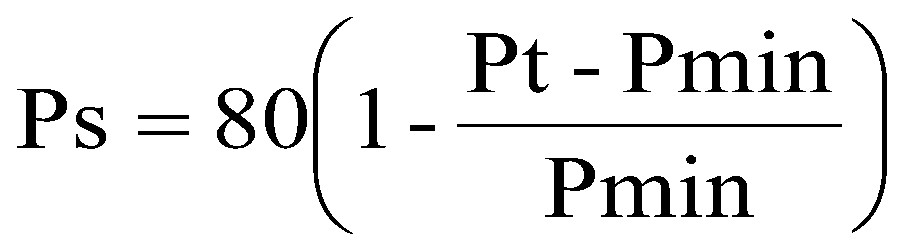 Ps = 80(1 - (Pt - Pmin)/Pmin)